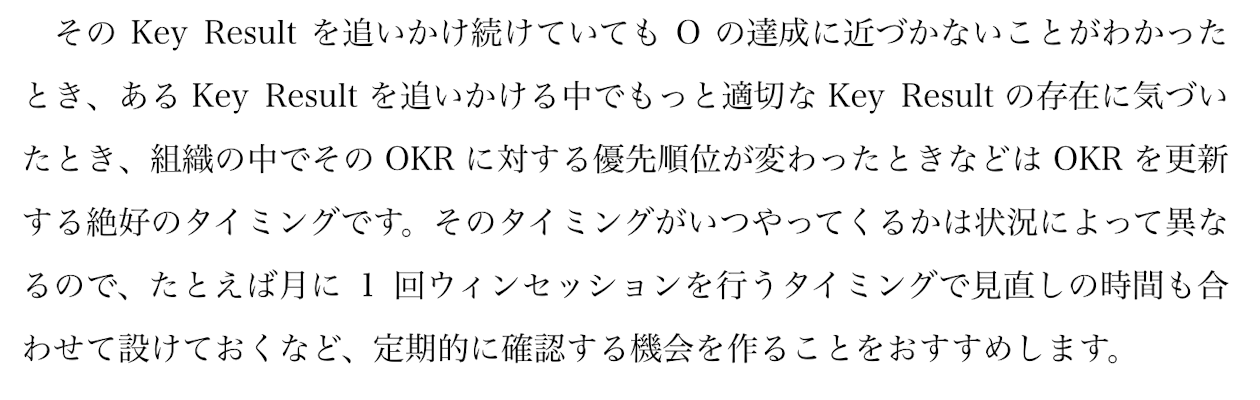 その Key Result を追いかけ続けていても O の達成に近づかないことがわかった
とき、ある Key Result を追いかける中でもっと適切な Key Result の存在に気づい
たとき、組織の中でその OKR に対する優先順位が変わったときなどは OKR を更新
する絶好のタイミングです。そのタイミングがいつやってくるかは状況によって異な
るので、たとえば月に 1 回ウィンセッションを行うタイミングで見直しの時間も合
わせて設けておくなど、定期的に確認する機会を作ることをおすすめします。